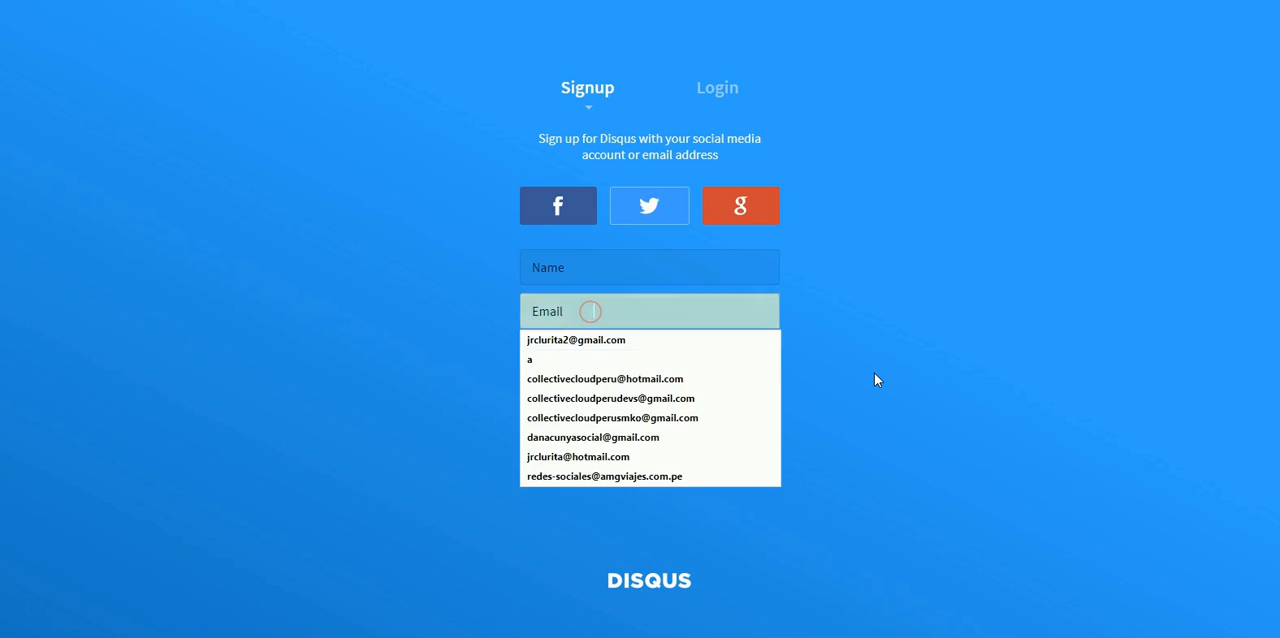 Signup
Login
Sign up for Disqus with your social media
account or email address
f
g
Name
Email
jrclurita2@gmail.com
a
collectivecloudperu@hotmail.com
collectivecloudperudevs@gmail.com
collectivecloudperusmko@gmail.com
danacunyasocial@gmail.com
jrclurita@hotmail.com
redes-sociales@amgviajes.com.pe
DISQUS